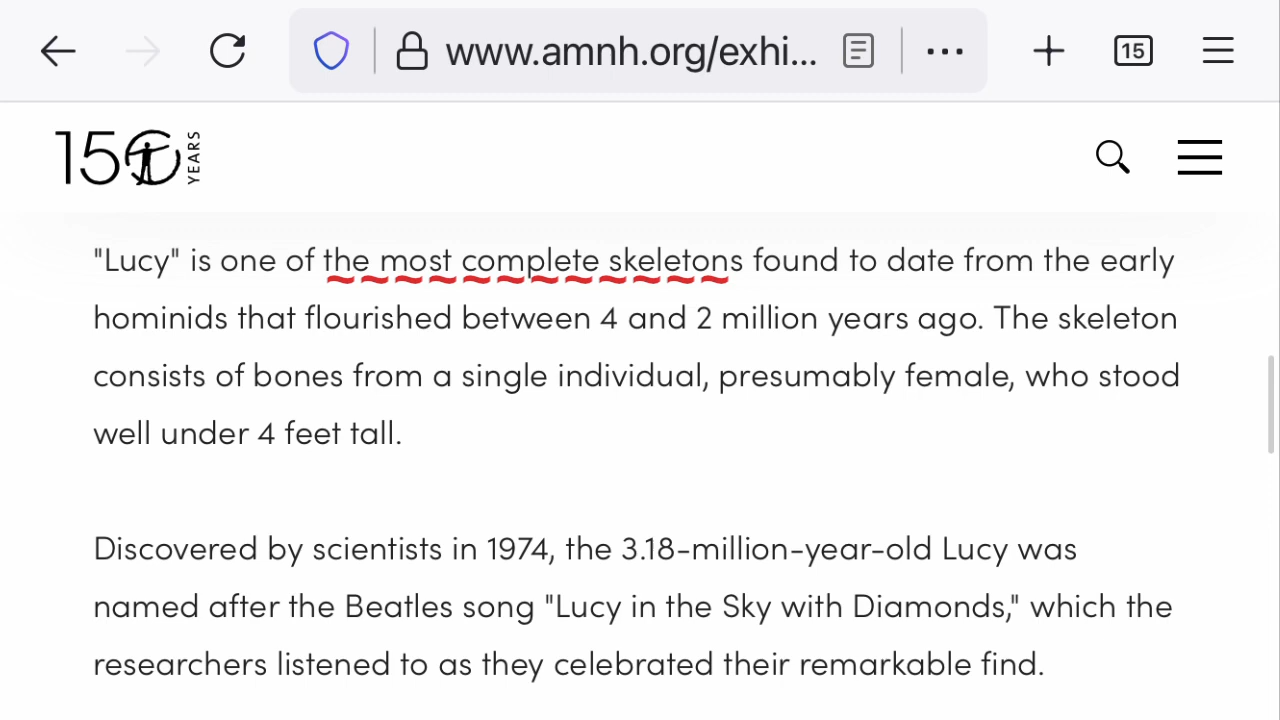 www.amnh.org/exhi...
15
150 YEARS
"Lucy" is one of the most complete skeletons found to date from the early
hominids that flourished between 4 and 2 million years ago. The skeleton
consists of bones from a single individual, presumably female, who stood
well under 4 feet tall.
Discovered by scientists in 1974, the 3.18-million-year-old Lucy was
named after the Beatles song "Lucy in the Sky with Diamonds," which the
researchers listened to as they celebrated their remarkable find.